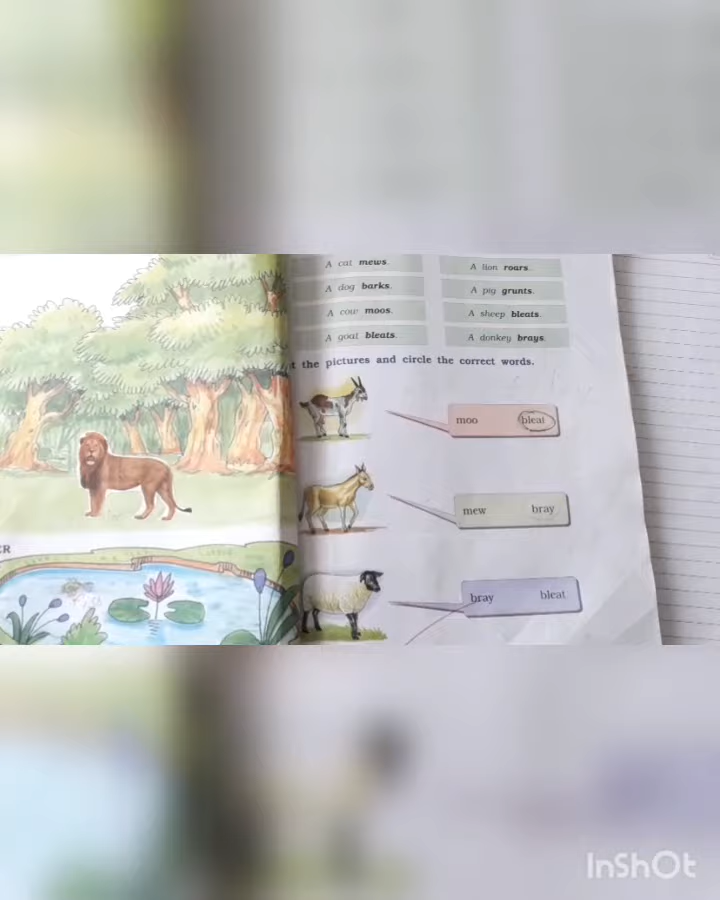 A cat mews.
A lion roars.
A dog barks.
A pig grunts.
A cow moos.
A sheep bleats.
A goat bleats.
A donkey brays.
the pictures and circle the correct words.
moo bleat
mew bray
bray bleat
InShOt